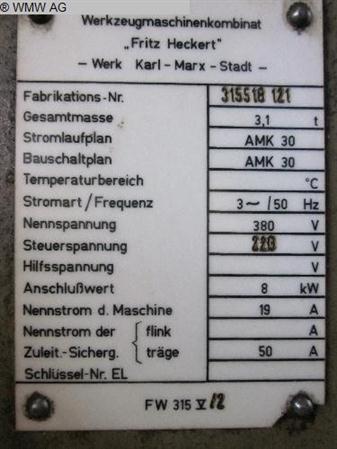 © WMW AG
Werkzeugmaschinenkombinat
„Fritz Heckert"
– Werk Karl-Marx-Stadt –
Fabrikations-Nr. 315518 121
Gesamtmasse 3,1 t
Stromlaufplan AMK 30
Bauschaltplan AMK 30
Temperaturbereich °C
Stromart/Frequenz 3~/50 Hz
Nennspannung 380 V
Steuerspannung 220 V
Hilfsspannung V
Anschlußwert 8 kW
Nennstrom d. Maschine 19 A
Nennstrom der { flink A
Zuleit.-Sicherg. träge 50 A
Schlüssel-Nr. EL
FW 315 V/2